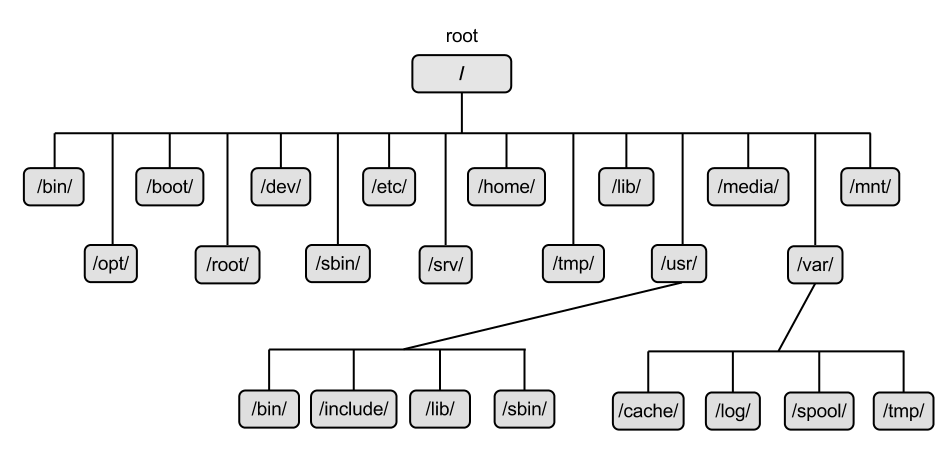 root
/
/bin/ /boot/ /dev/ /etc/ /home/ /lib/ /media/ /mnt/
/opt/ /root/ /sbin/ /srv/ /tmp/ /usr/ /var/
/bin/ /include/ /lib/ /sbin/ /cache/ /log/ /spool/ /tmp/